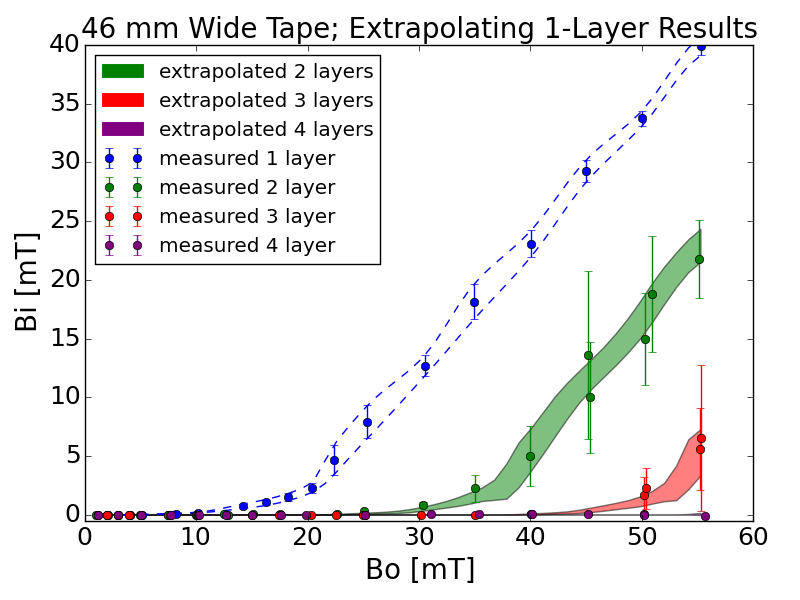 46 mm Wide Tape; Extrapolating 1-Layer Results
40
35
30
25
20
15
10
5
0
Bi [mT]
extrapolated 2 layers
extrapolated 3 layers
extrapolated 4 layers
measured 1 layer
measured 2 layer
measured 3 layer
measured 4 layer
0 10 20 30 40 50 60
Bo [mT]